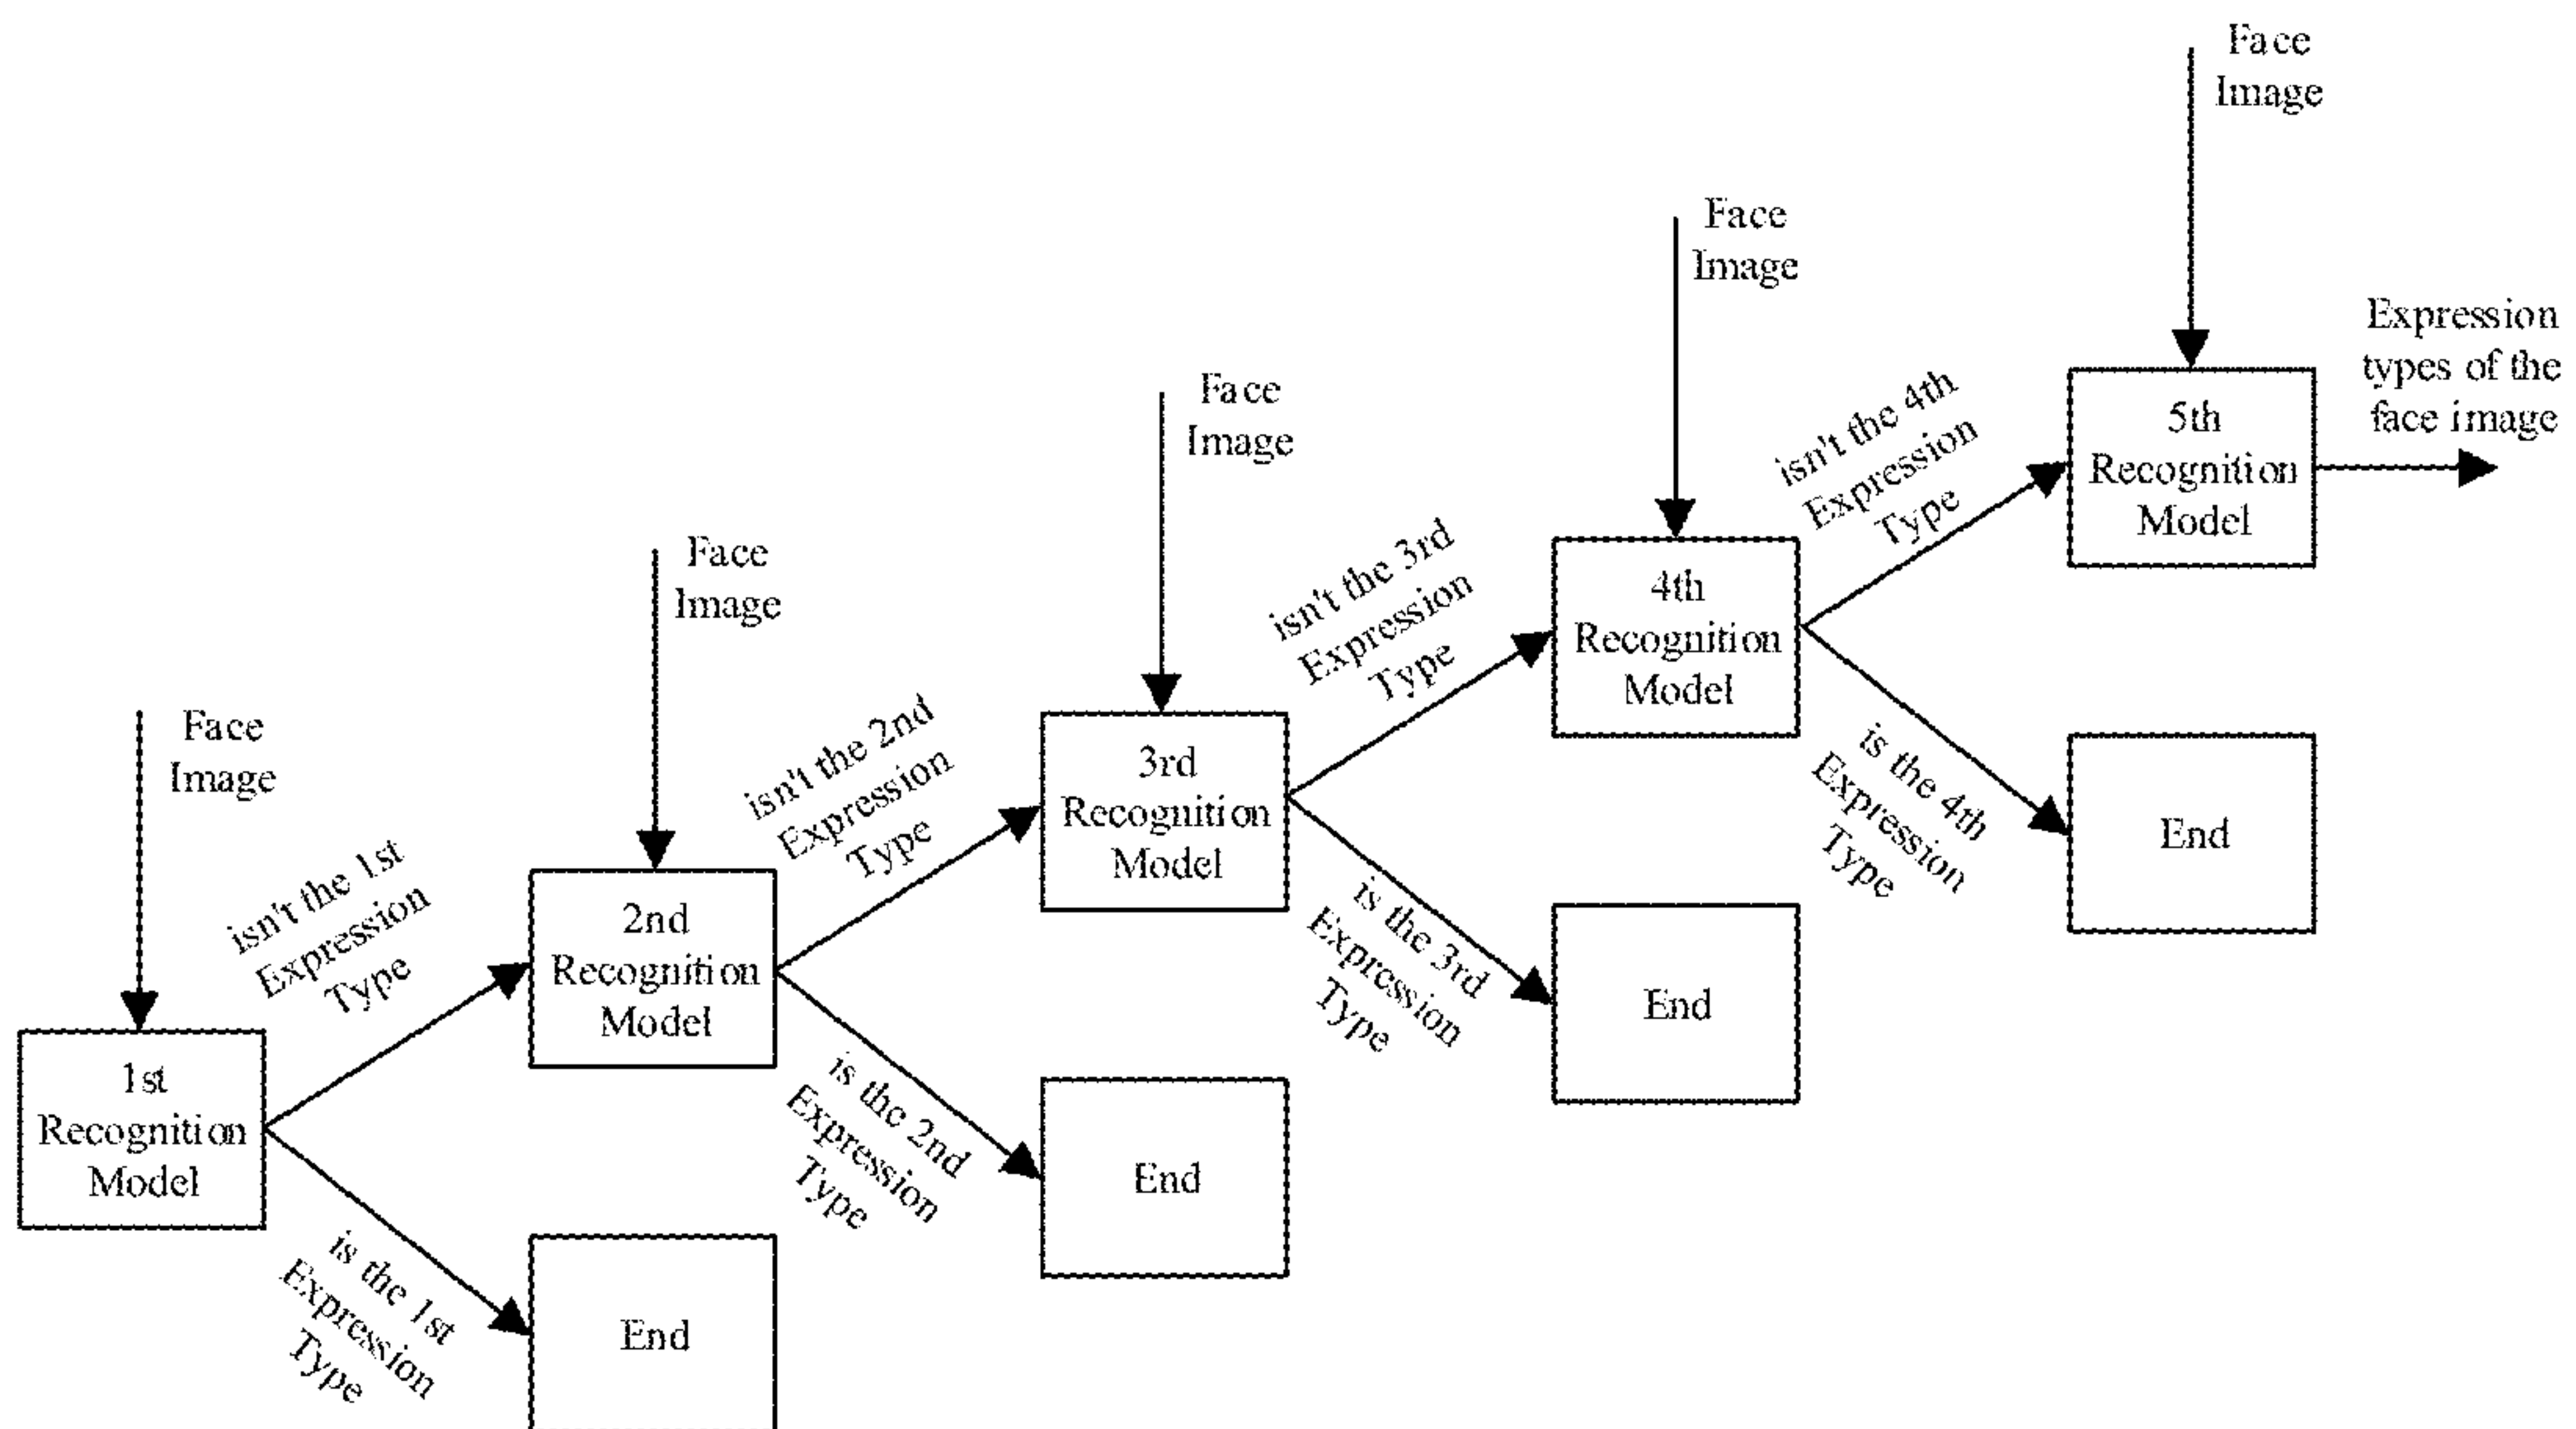 Face
Image
1st
Recognition
Model
isn't the 1st
Expression
Type
is the 1st
Expression
Type
End
Face
Image
2nd
Recognition
Model
isn't the 2nd
Expression
Type
is the 2nd
Expression
Type
End
Face
Image
3rd
Recognition
Model
isn't the 3rd
Expression
Type
is the 3rd
Expression
Type
End
Face
Image
4th
Recognition
Model
isn't the 4th
Expression
Type
is the 4th
Expression
Type
End
Face
Image
5th
Recognition
Model
Expression
types of the
face image